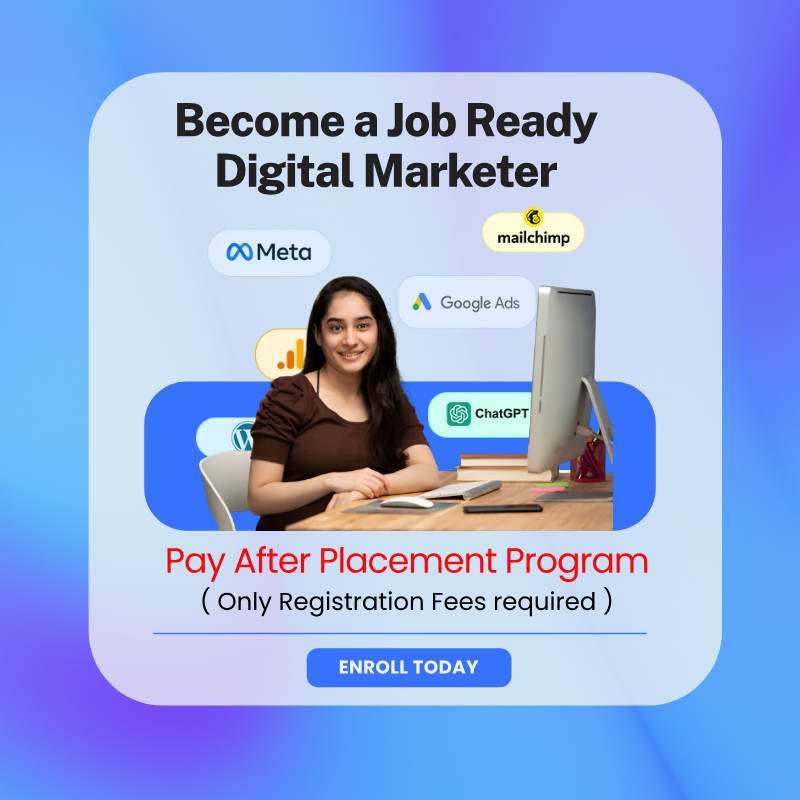 Become a Job Ready
Digital Marketer
mailchimp
Meta
Google Ads
ChatGPT
Pay After Placement Program
( Only Registration Fees required )
ENROLL TODAY